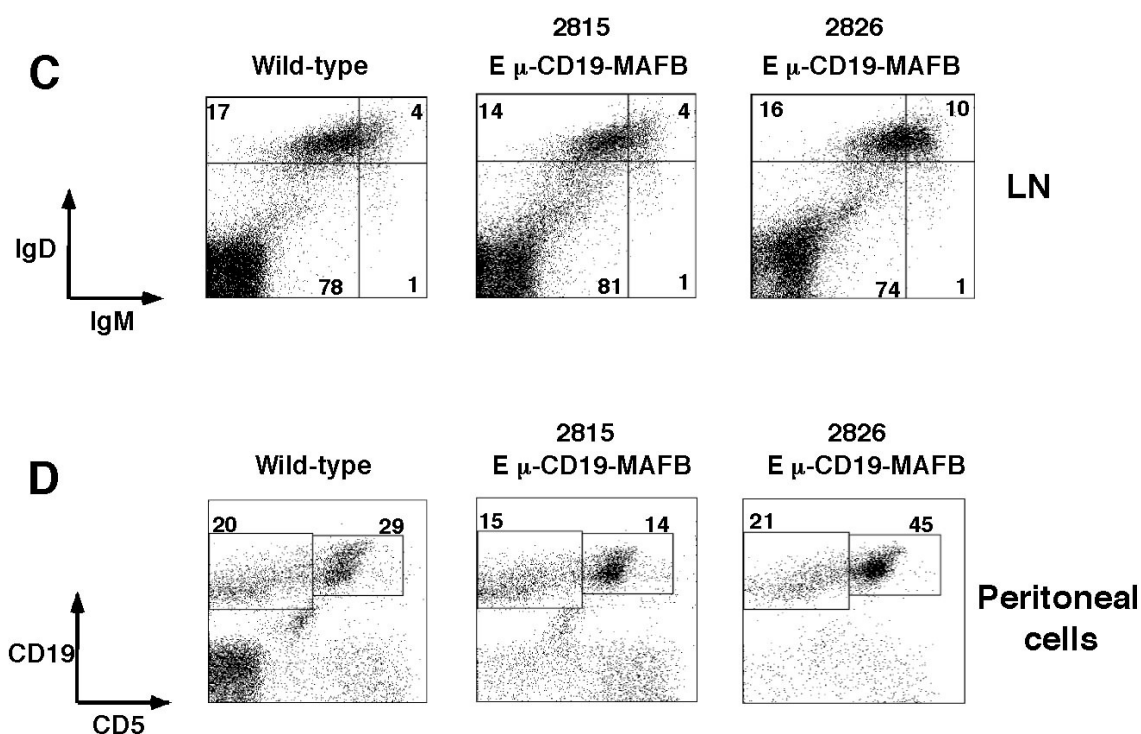 C
Wild-type
2815
E μ-CD19-MAFB
2826
E μ-CD19-MAFB
17
4
78
1
14
4
81
1
16
10
74
1
LN
IgD
IgM
D
Wild-type
2815
E μ-CD19-MAFB
2826
E μ-CD19-MAFB
20
29
15
14
21
45
Peritoneal
cells
CD19
CD5